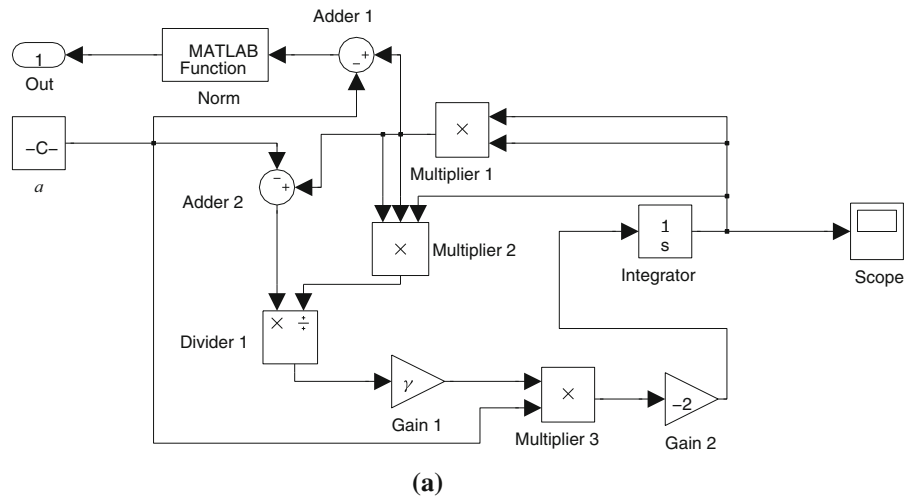 Adder 1
MATLAB
Function
Norm
1
Out
– +
–C–
a
×
Multiplier 1
– +
Adder 2
×
Multiplier 2
1
s
Integrator
Scope
× ÷
+
Divider 1
γ
Gain 1
×
Multiplier 3
–2
Gain 2
(a)